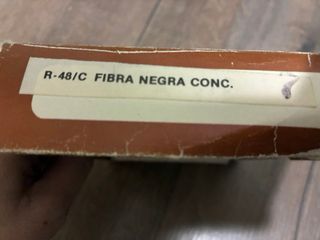 R-48/C FIBRA NEGRA CONC.